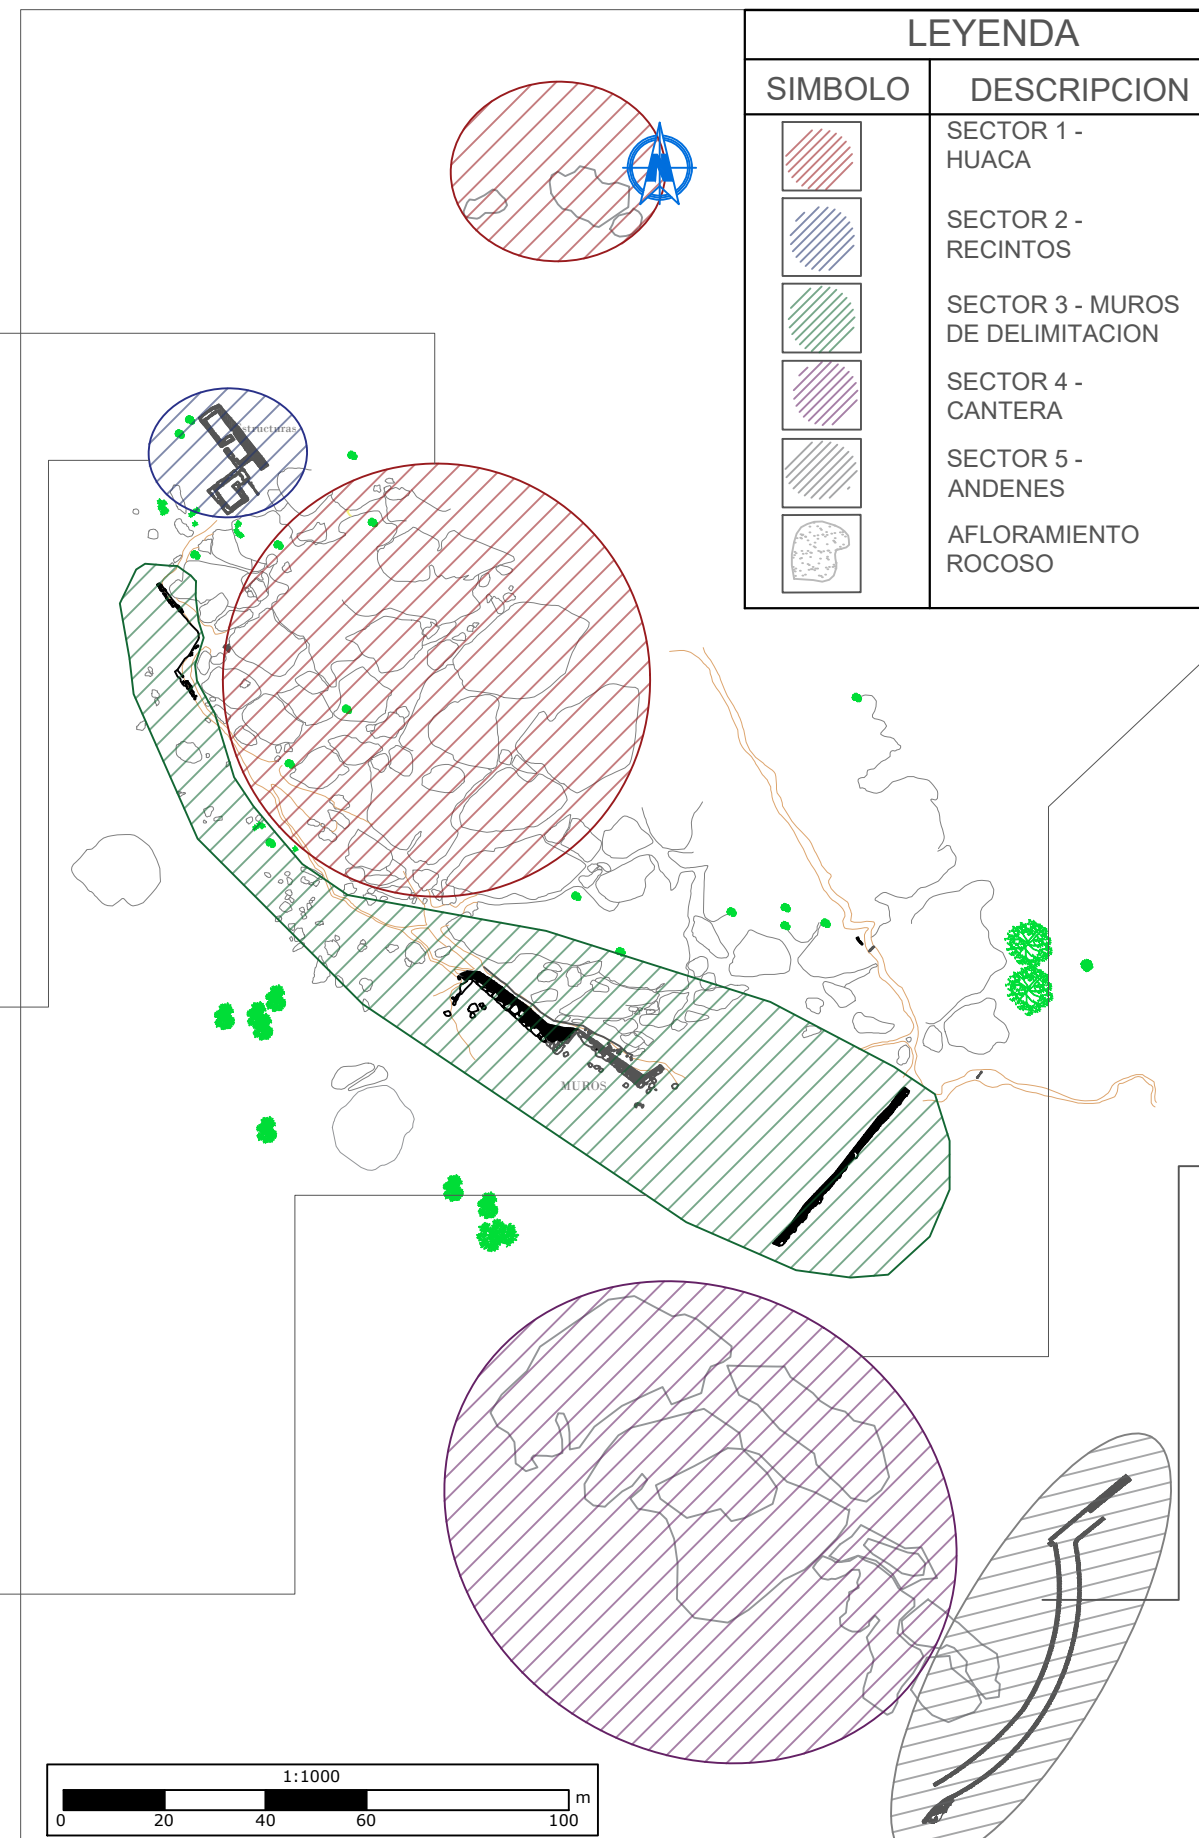 LEYENDA
SIMBOLO DESCRIPCION
SECTOR 1 -
HUACA
SECTOR 2 -
RECINTOS
SECTOR 3 - MUROS
DE DELIMITACION
SECTOR 4 -
CANTERA
SECTOR 5 -
ANDENES
AFLORAMIENTO
ROCOSO
Estructuras
MUROS
1:1000
m
0 20 40 60 100